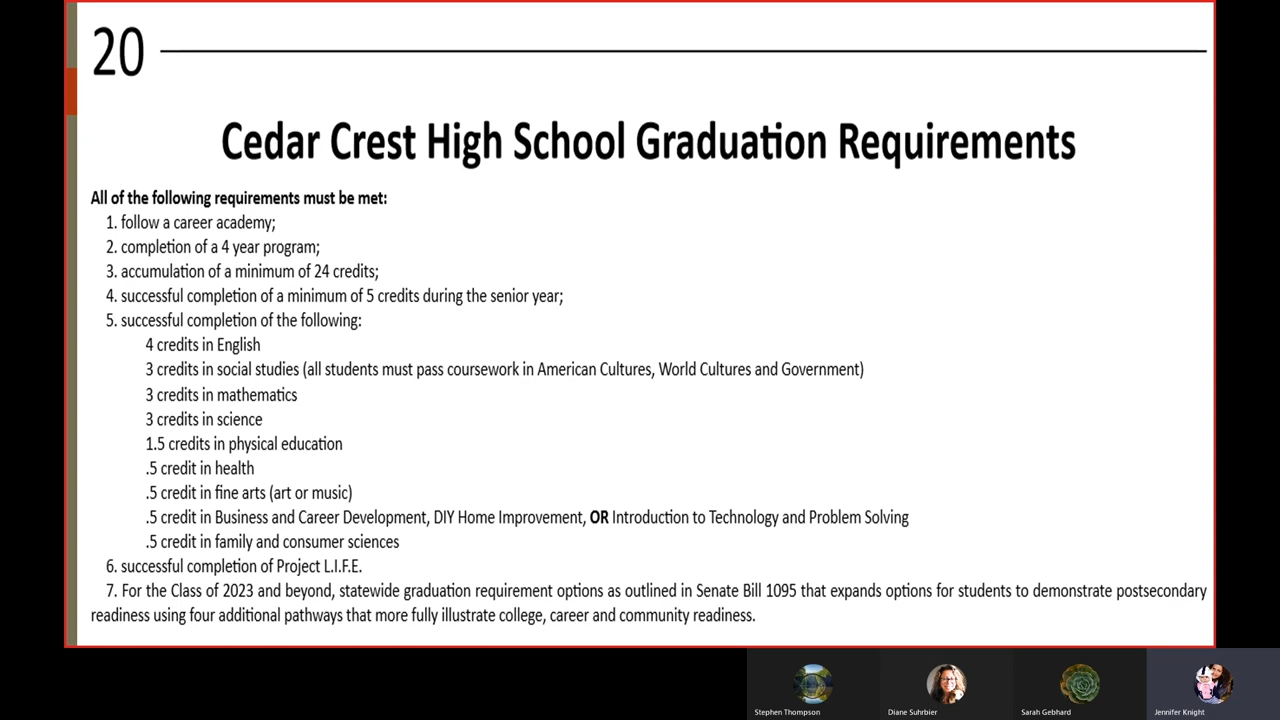 20
Cedar Crest High School Graduation Requirements
All of the following requirements must be met:
1. follow a career academy;
2. completion of a 4 year program;
3. accumulation of a minimum of 24 credits;
4. successful completion of a minimum of 5 credits during the senior year;
5. successful completion of the following:
4 credits in English
3 credits in social studies (all students must pass coursework in American Cultures, World Cultures and Government)
3 credits in mathematics
3 credits in science
1.5 credits in physical education
.5 credit in health
.5 credit in fine arts (art or music)
.5 credit in Business and Career Development, DIY Home Improvement, OR Introduction to Technology and Problem Solving
.5 credit in family and consumer sciences
6. successful completion of Project L.I.F.E.
7. For the Class of 2023 and beyond, statewide graduation requirement options as outlined in Senate Bill 1095 that expands options for students to demonstrate postsecondary
readiness using four additional pathways that more fully illustrate college, career and community readiness.
Stephen Thompson
Diane Suhrbier
Sarah Gebhard
Jennifer Knight